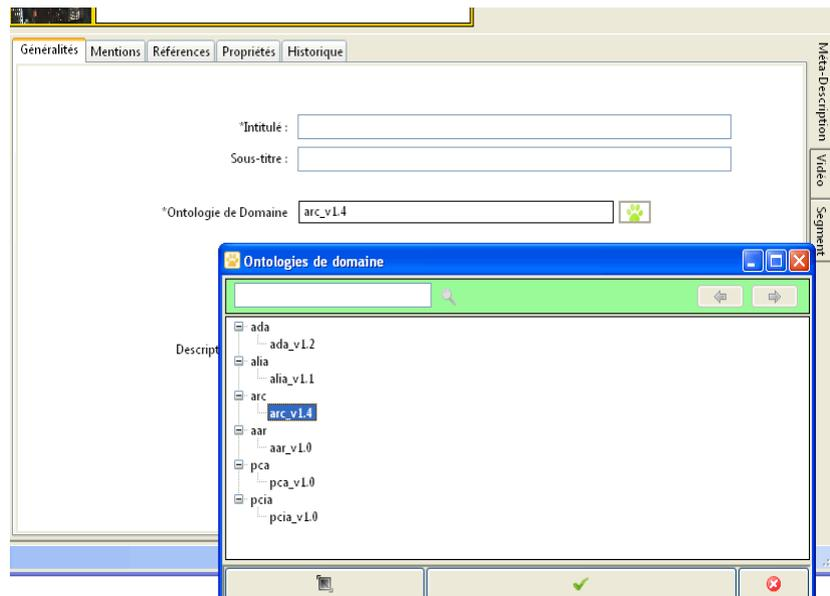 Généralités Mentions Références Propriétés Historique
*Intitulé :
Sous-titre :
*Ontologie de Domaine arc_v1.4
Méta-Description
Vidéo
Segment
Ontologies de domaine
Descript
ada
ada_v1.2
alia
alia_v1.1
arc
arc_v1.4
aar
aar_v1.0
pca
pca_v1.0
pcia
pcia_v1.0